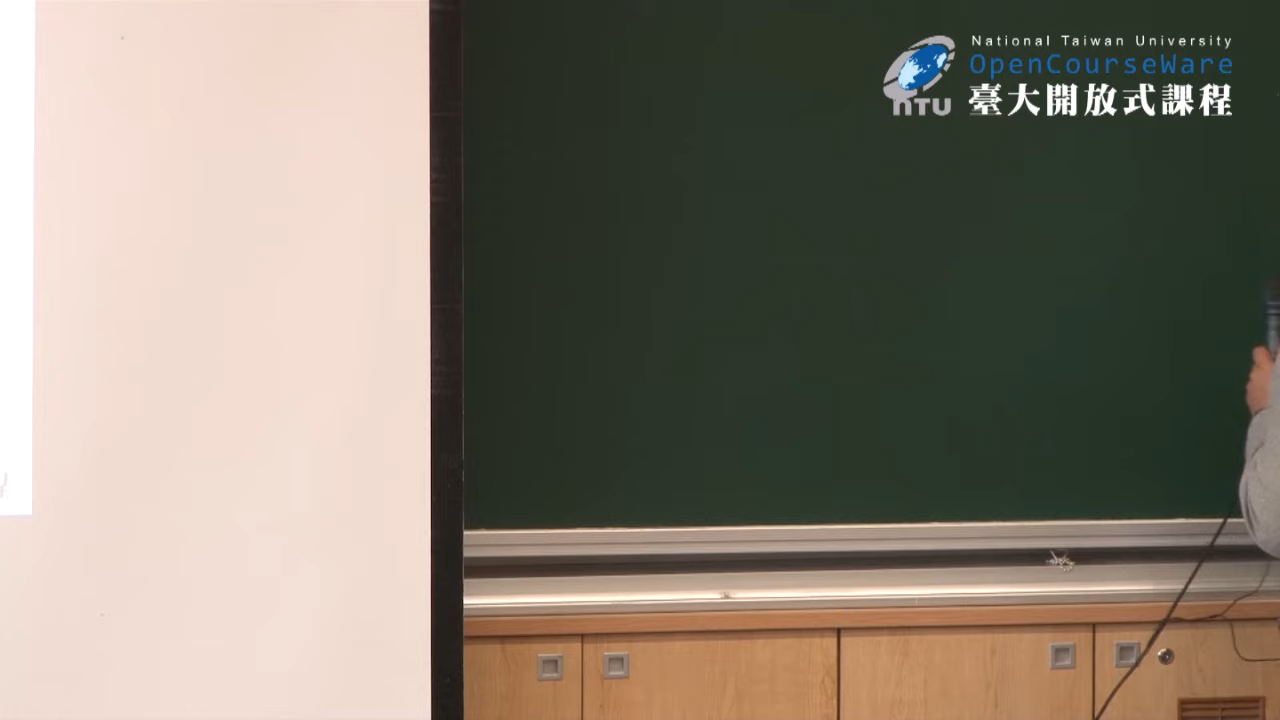 National Taiwan University
OpenCourseWare
臺大開放式課程
NTU